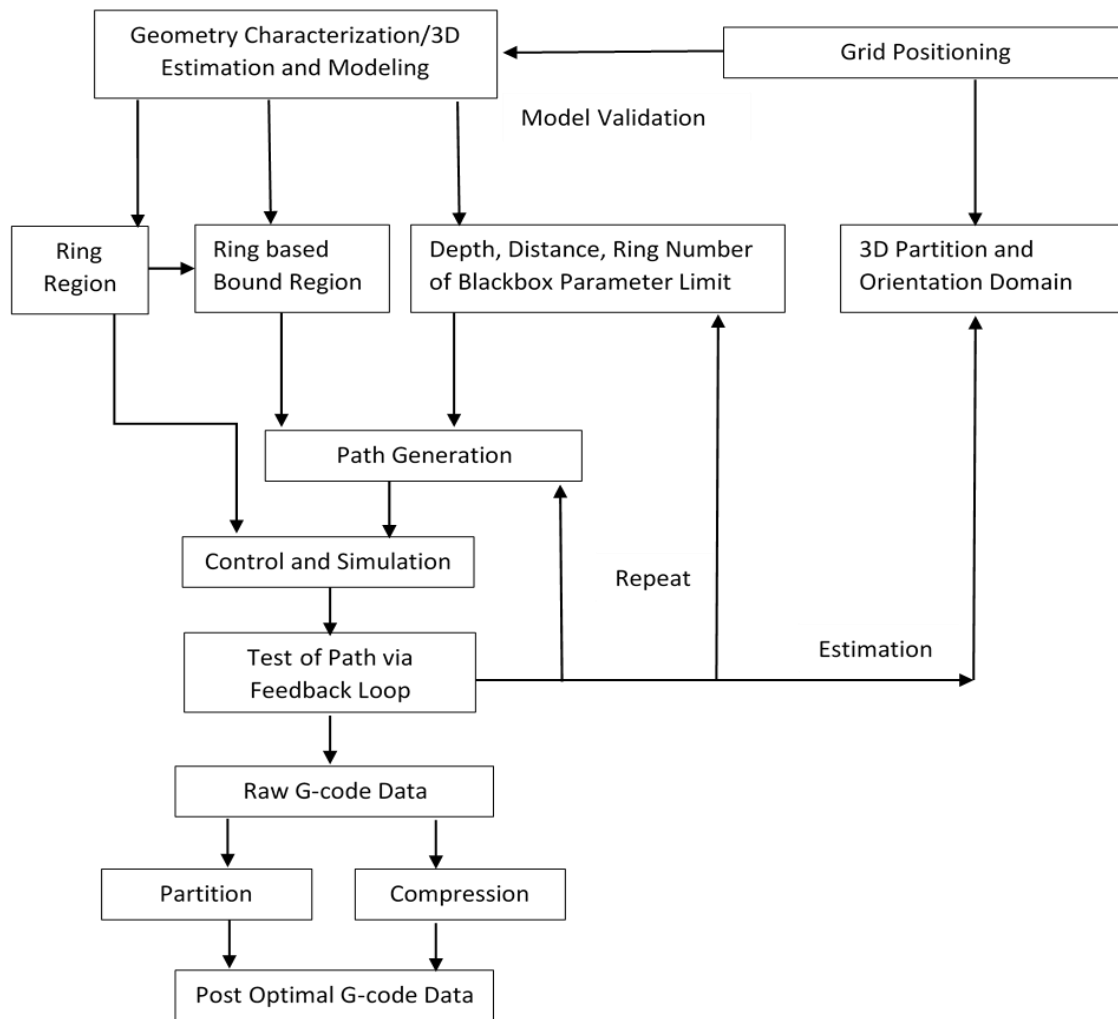 Geometry Characterization/3D
Estimation and Modeling
Grid Positioning
Model Validation
Ring
Region
Ring based
Bound Region
Depth, Distance, Ring Number
of Blackbox Parameter Limit
3D Partition and
Orientation Domain
Path Generation
Control and Simulation
Repeat
Test of Path via
Feedback Loop
Estimation
Raw G-code Data
Partition
Compression
Post Optimal G-code Data